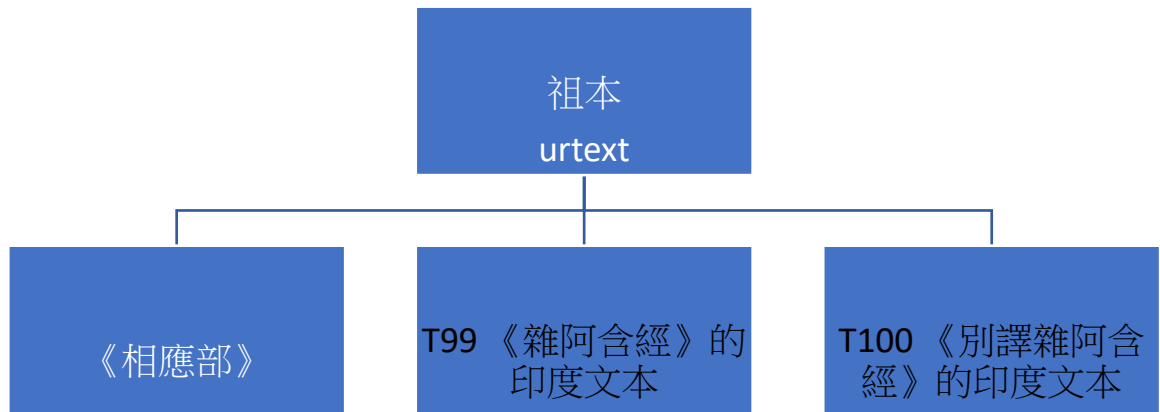 祖本
urtext
《相應部》
T99 《雜阿含經》的
印度文本
T100 《別譯雜阿含
經》的印度文本